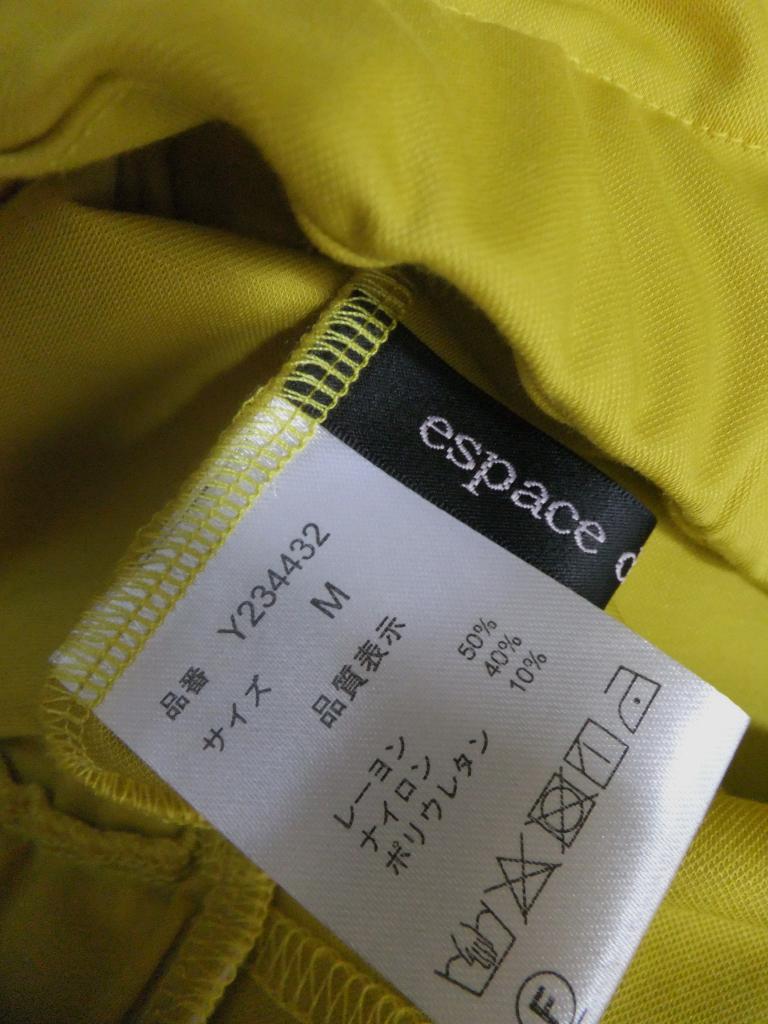 espace
品番 Y234432
サイズ M
品質表示
レーヨン 50%
ナイロン 40%
ポリウレタン 10%
F